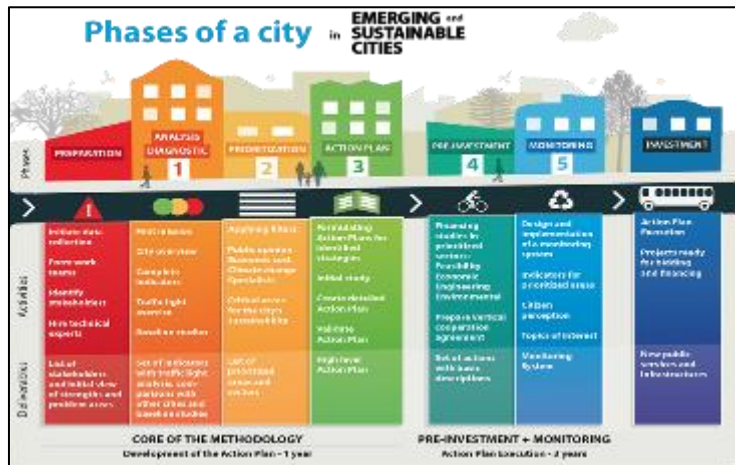 Phases of a city in EMERGING and
SUSTAINABLE
CITIES
Phases
PREPARATION
ANALYSIS
DIAGNOSTIC
1
PRIORITIZATION
2
ACTION PLAN
3
PRE-INVESTMENT
4
MONITORING
5
INVESTMENT
Activities
Initiate data
collection
Form work
teams
Identify
stakeholders
Hire technical
experts
City overview
Complete
indicators
Traffic light
exercise
Baseline studies
Applying filters
Public opinion
Economic cost
Climate change
Specialists
Critical areas
for the city's
sustainability
Formulating
Action Plans for
identified
strategies
Initial study
Create detailed
Action Plan
Validate
Action Plan
Financing
studies in
prioritized
sectors:
Feasibility
Economic
Engineering
Environmental
Prepare Vertical
cooperation
agreement
Design and
implementation
of a monitoring
system
Indicators for
prioritized areas
Citizen
perception
Topics of interest
Action Plan
Execution
Projects ready
for bidding
and financing
Deliverables
List of
stakeholders
and initial view
of strengths and
problem areas
Set of indicators
with traffic light
analysis, comparisons with
other cities and
baseline studies
List of
prioritized
areas and
sectors
High level
Action Plan
Set of actions
with basic
descriptions
Monitoring
System
New public
services and
infrastructures
CORE OF THE METHODOLOGY
Development of the Action Plan - 1 year
PRE-INVESTMENT + MONITORING
Action Plan Execution - 3 years